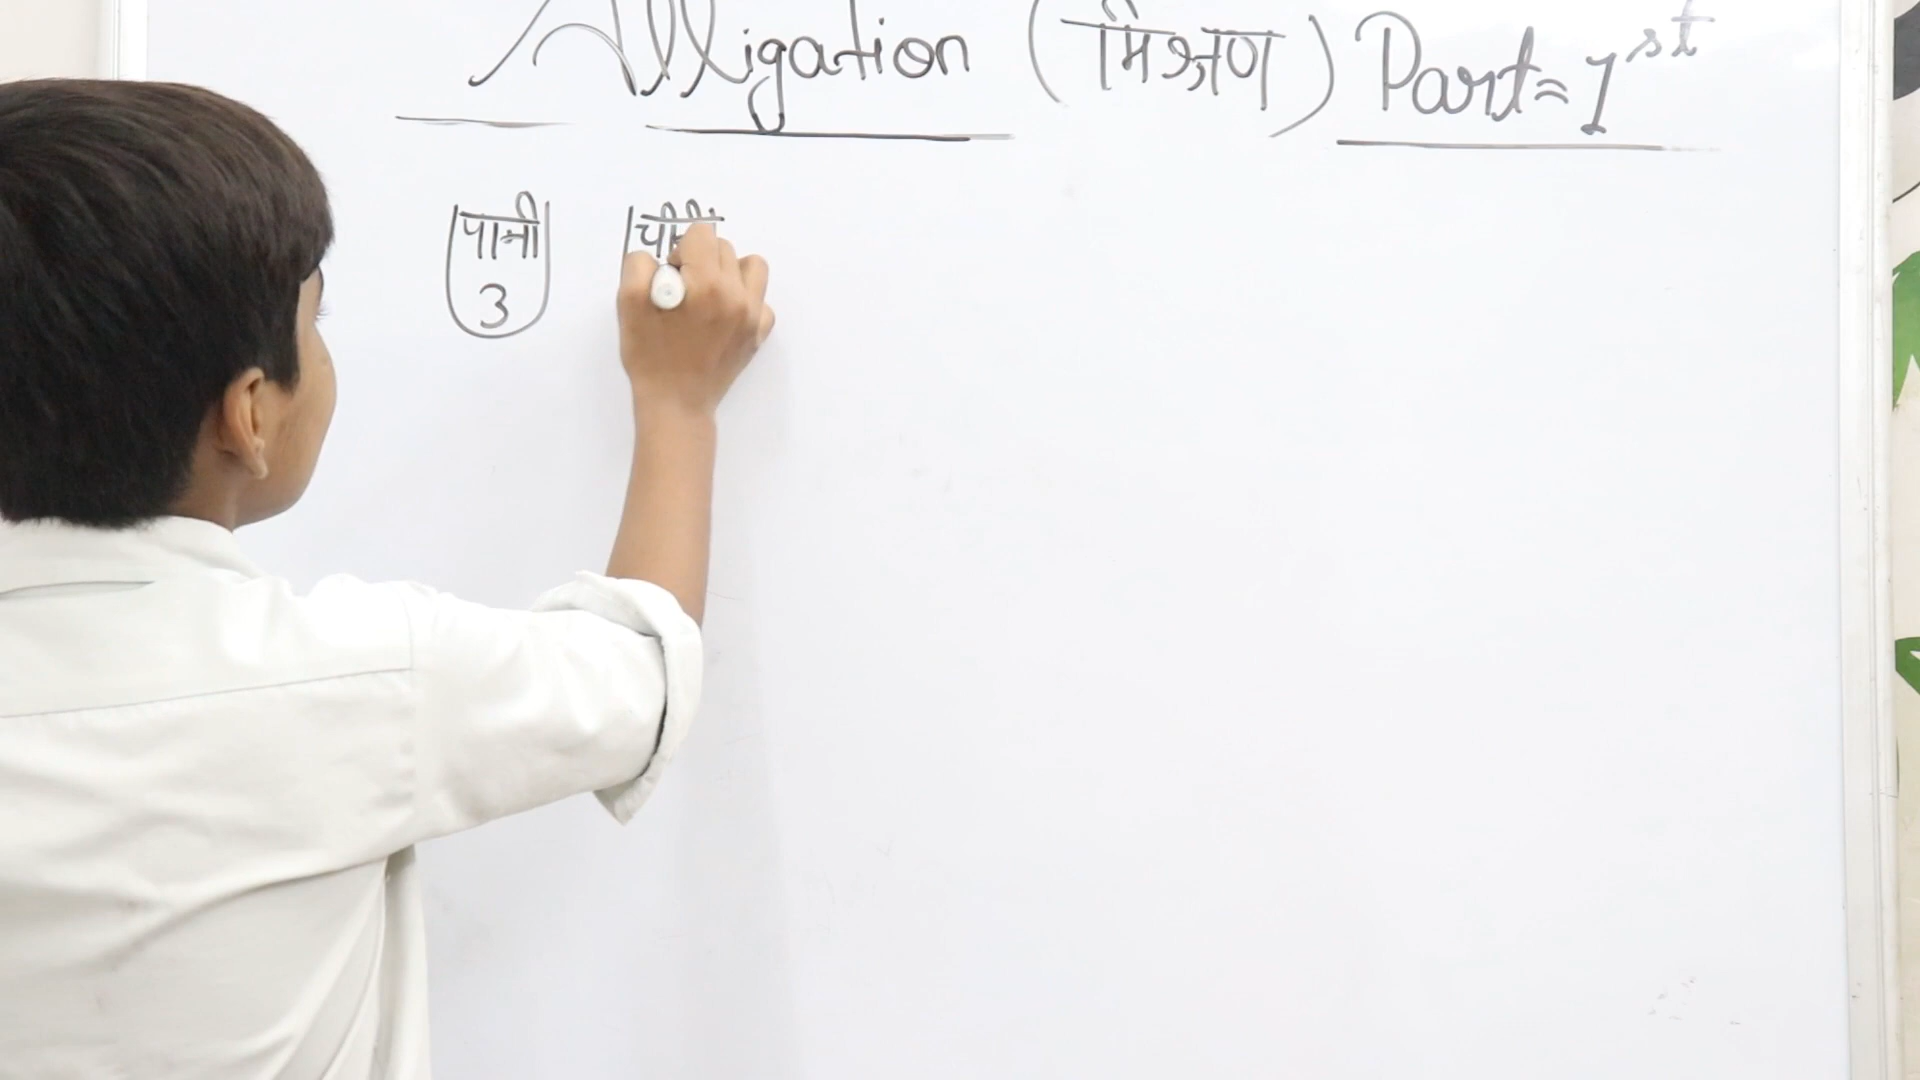 Alligation (मिश्रण) Part = 1st
पानी
3